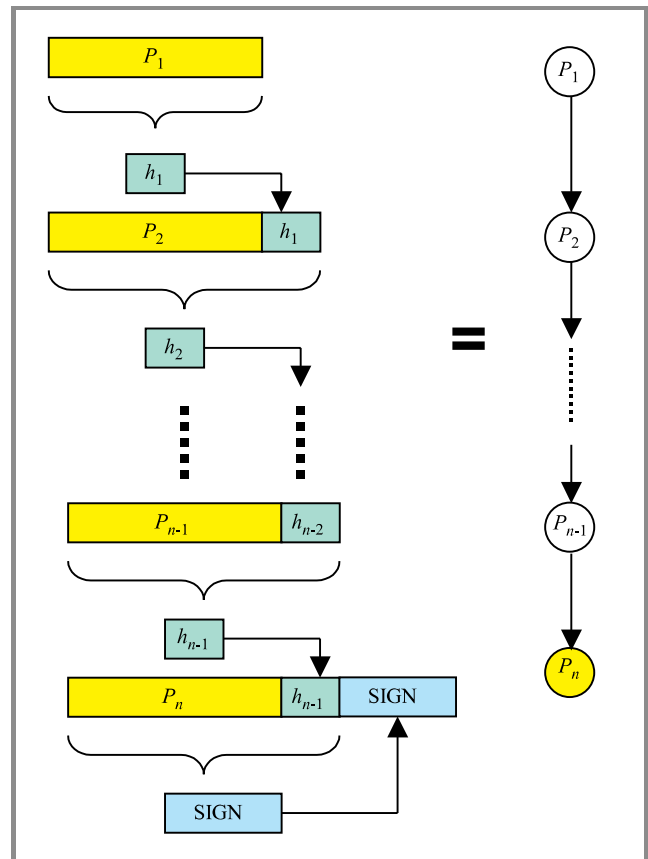 P1
h1
P2 h1
h2
Pn-1 hn-2
hn-1
Pn hn-1 SIGN
SIGN
=
P1
P2
Pn-1
Pn